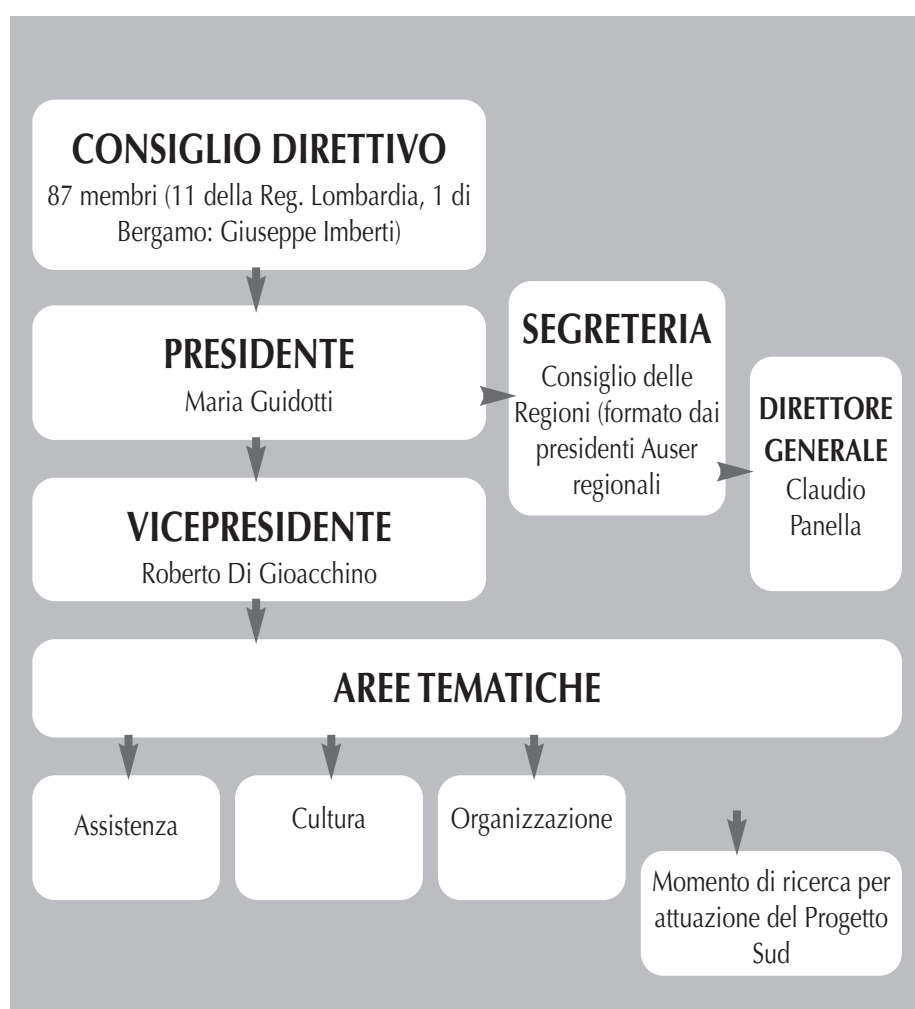 CONSIGLIO DIRETTIVO
87 membri (11 della Reg. Lombardia, 1 di
Bergamo: Giuseppe Imberti)
PRESIDENTE
Maria Guidotti
SEGRETERIA
Consiglio delle
Regioni (formato dai
presidenti Auser
regionali
DIRETTORE
GENERALE
Claudio
Panella
VICEPRESIDENTE
Roberto Di Gioacchino
AREE TEMATICHE
Assistenza
Cultura
Organizzazione
Momento di ricerca per
attuazione del Progetto
Sud